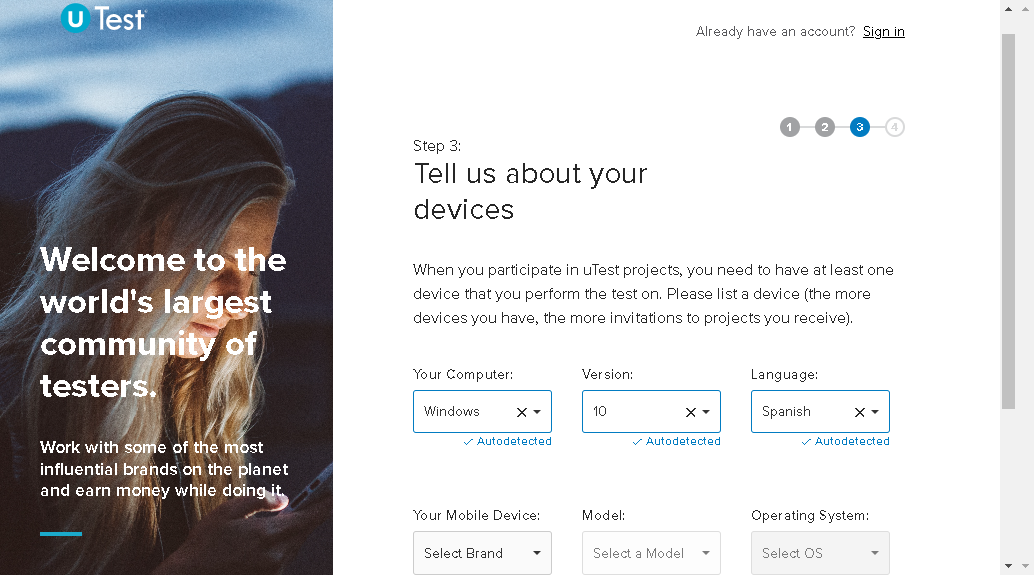 U Test
Already have an account? Sign in
1 2 3 4
Step 3:
Tell us about your
devices
When you participate in uTest projects, you need to have at least one
device that you perform the test on. Please list a device (the more
devices you have, the more invitations to projects you receive).
Your Computer: Version: Language:
Windows 10 Spanish
Autodetected Autodetected Autodetected
Your Mobile Device: Model: Operating System:
Select Brand Select a Model Select OS
Welcome to the
world's largest
community of
testers.
Work with some of the most
influential brands on the planet
and earn money while doing it.